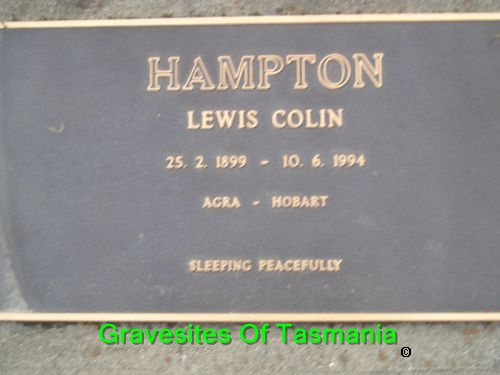 HAMPTON
LEWIS COLIN
25. 2. 1899 - 10. 6. 1994
AGRA - HOBART
SLEEPING PEACEFULLY
Gravesites Of Tasmania
©